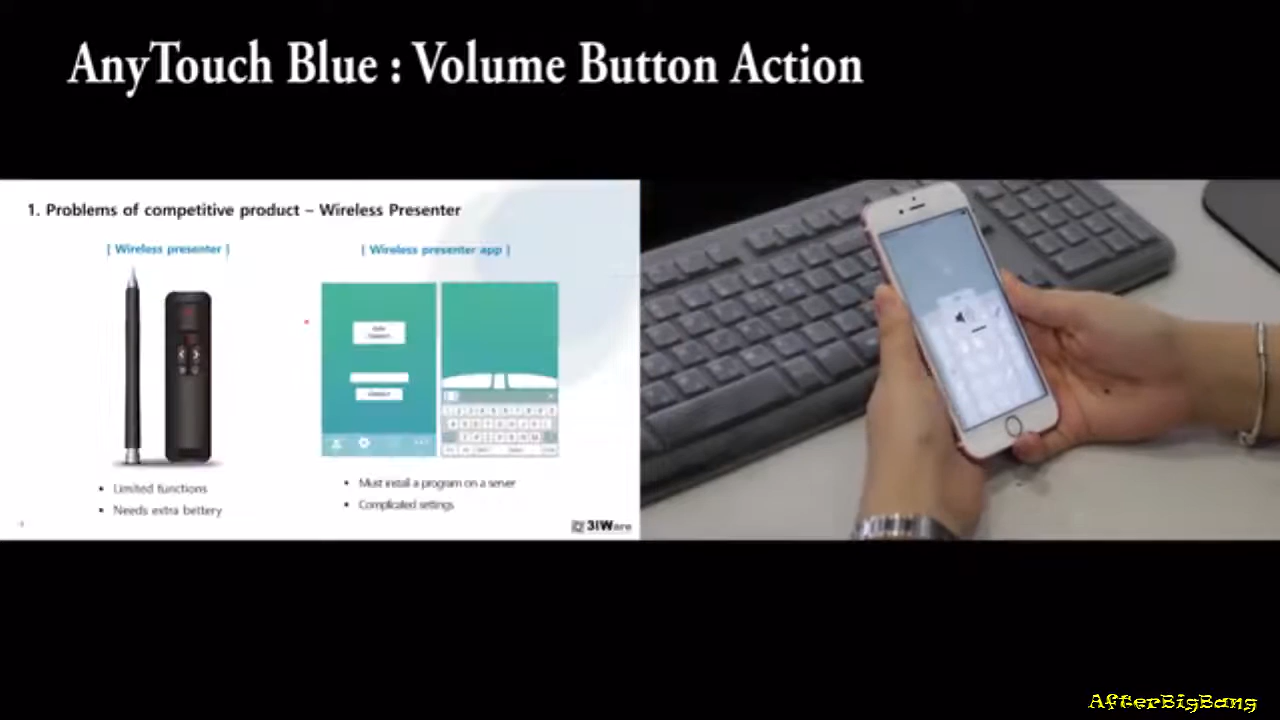 AnyTouch Blue : Volume Button Action
1. Problems of competitive product – Wireless Presenter
[ Wireless presenter ]
[ Wireless presenter app ]
• Limited functions
• Needs extra bettery
• Must install a program on a server
• Complicated settings
3IWare
AfterBigBang